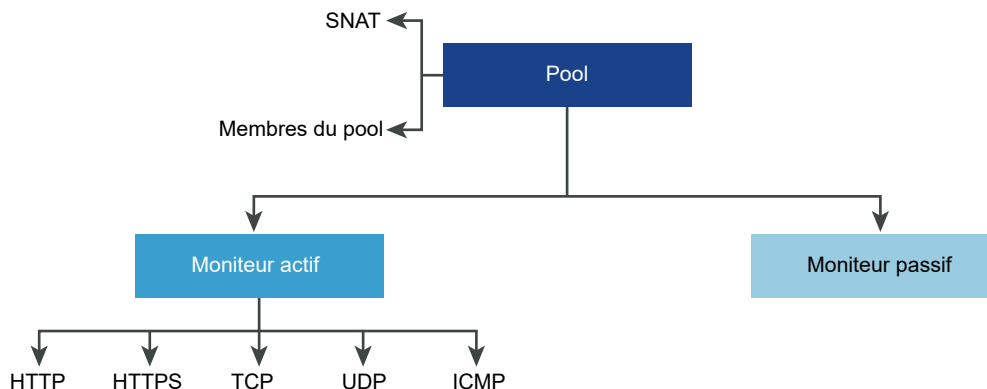 SNAT
Pool
Membres du pool
Moniteur actif
Moniteur passif
HTTP
HTTPS
TCP
UDP
ICMP